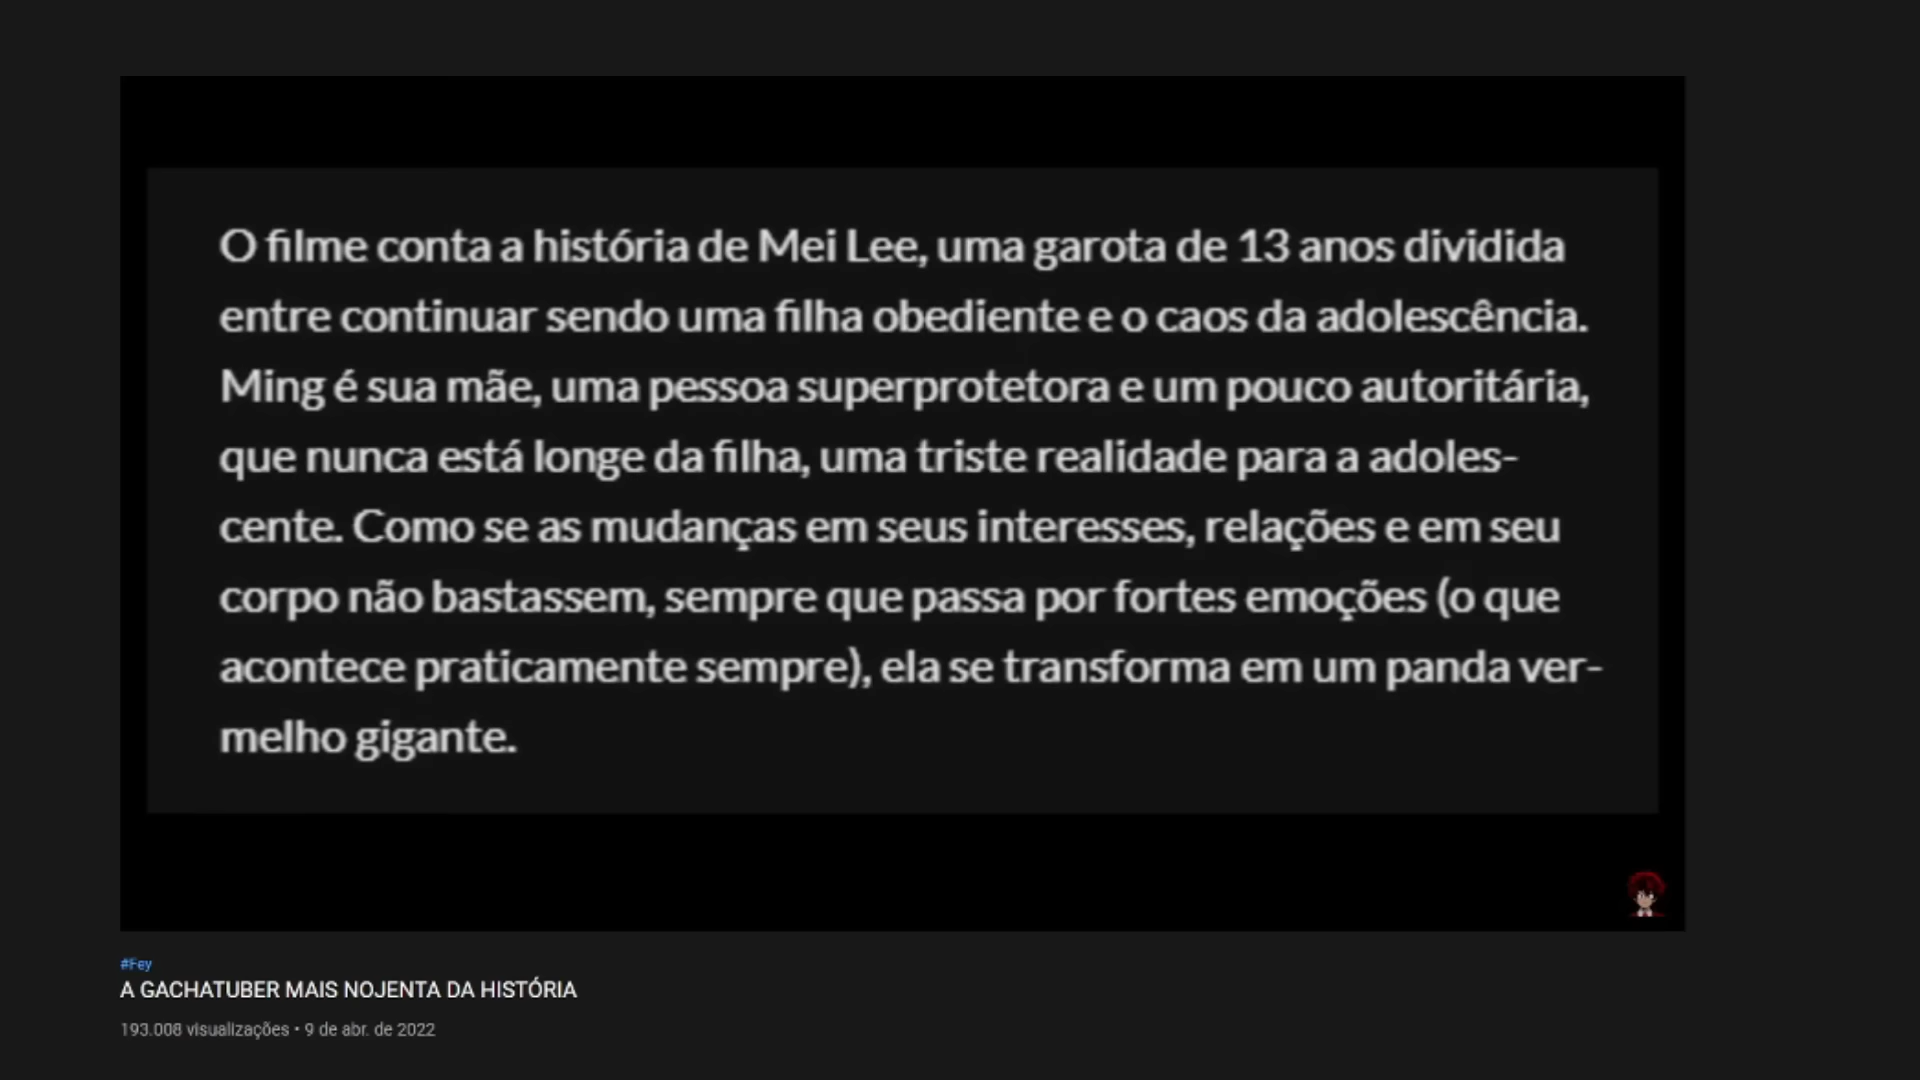 O filme conta a história de Mei Lee, uma garota de 13 anos dividida
entre continuar sendo uma filha obediente e o caos da adolescência.
Ming é sua mãe, uma pessoa superprotetora e um pouco autoritária,
que nunca está longe da filha, uma triste realidade para a adoles-
cente. Como se as mudanças em seus interesses, relações e em seu
corpo não bastassem, sempre que passa por fortes emoções (o que
acontece praticamente sempre), ela se transforma em um panda ver-
melho gigante.
#Fey
A GACHATUBER MAIS NOJENTA DA HISTÓRIA
193.008 visualizações • 9 de abr. de 2022